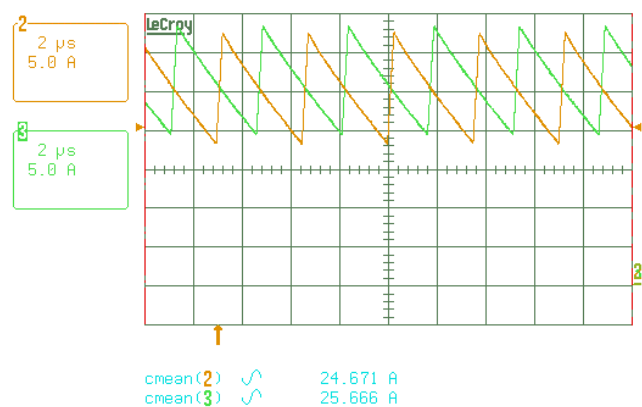 2
2 µs
5.0 A
LeCroy
3
2 µs
5.0 A
cmean(2) 24.671 A
cmean(3) 25.666 A